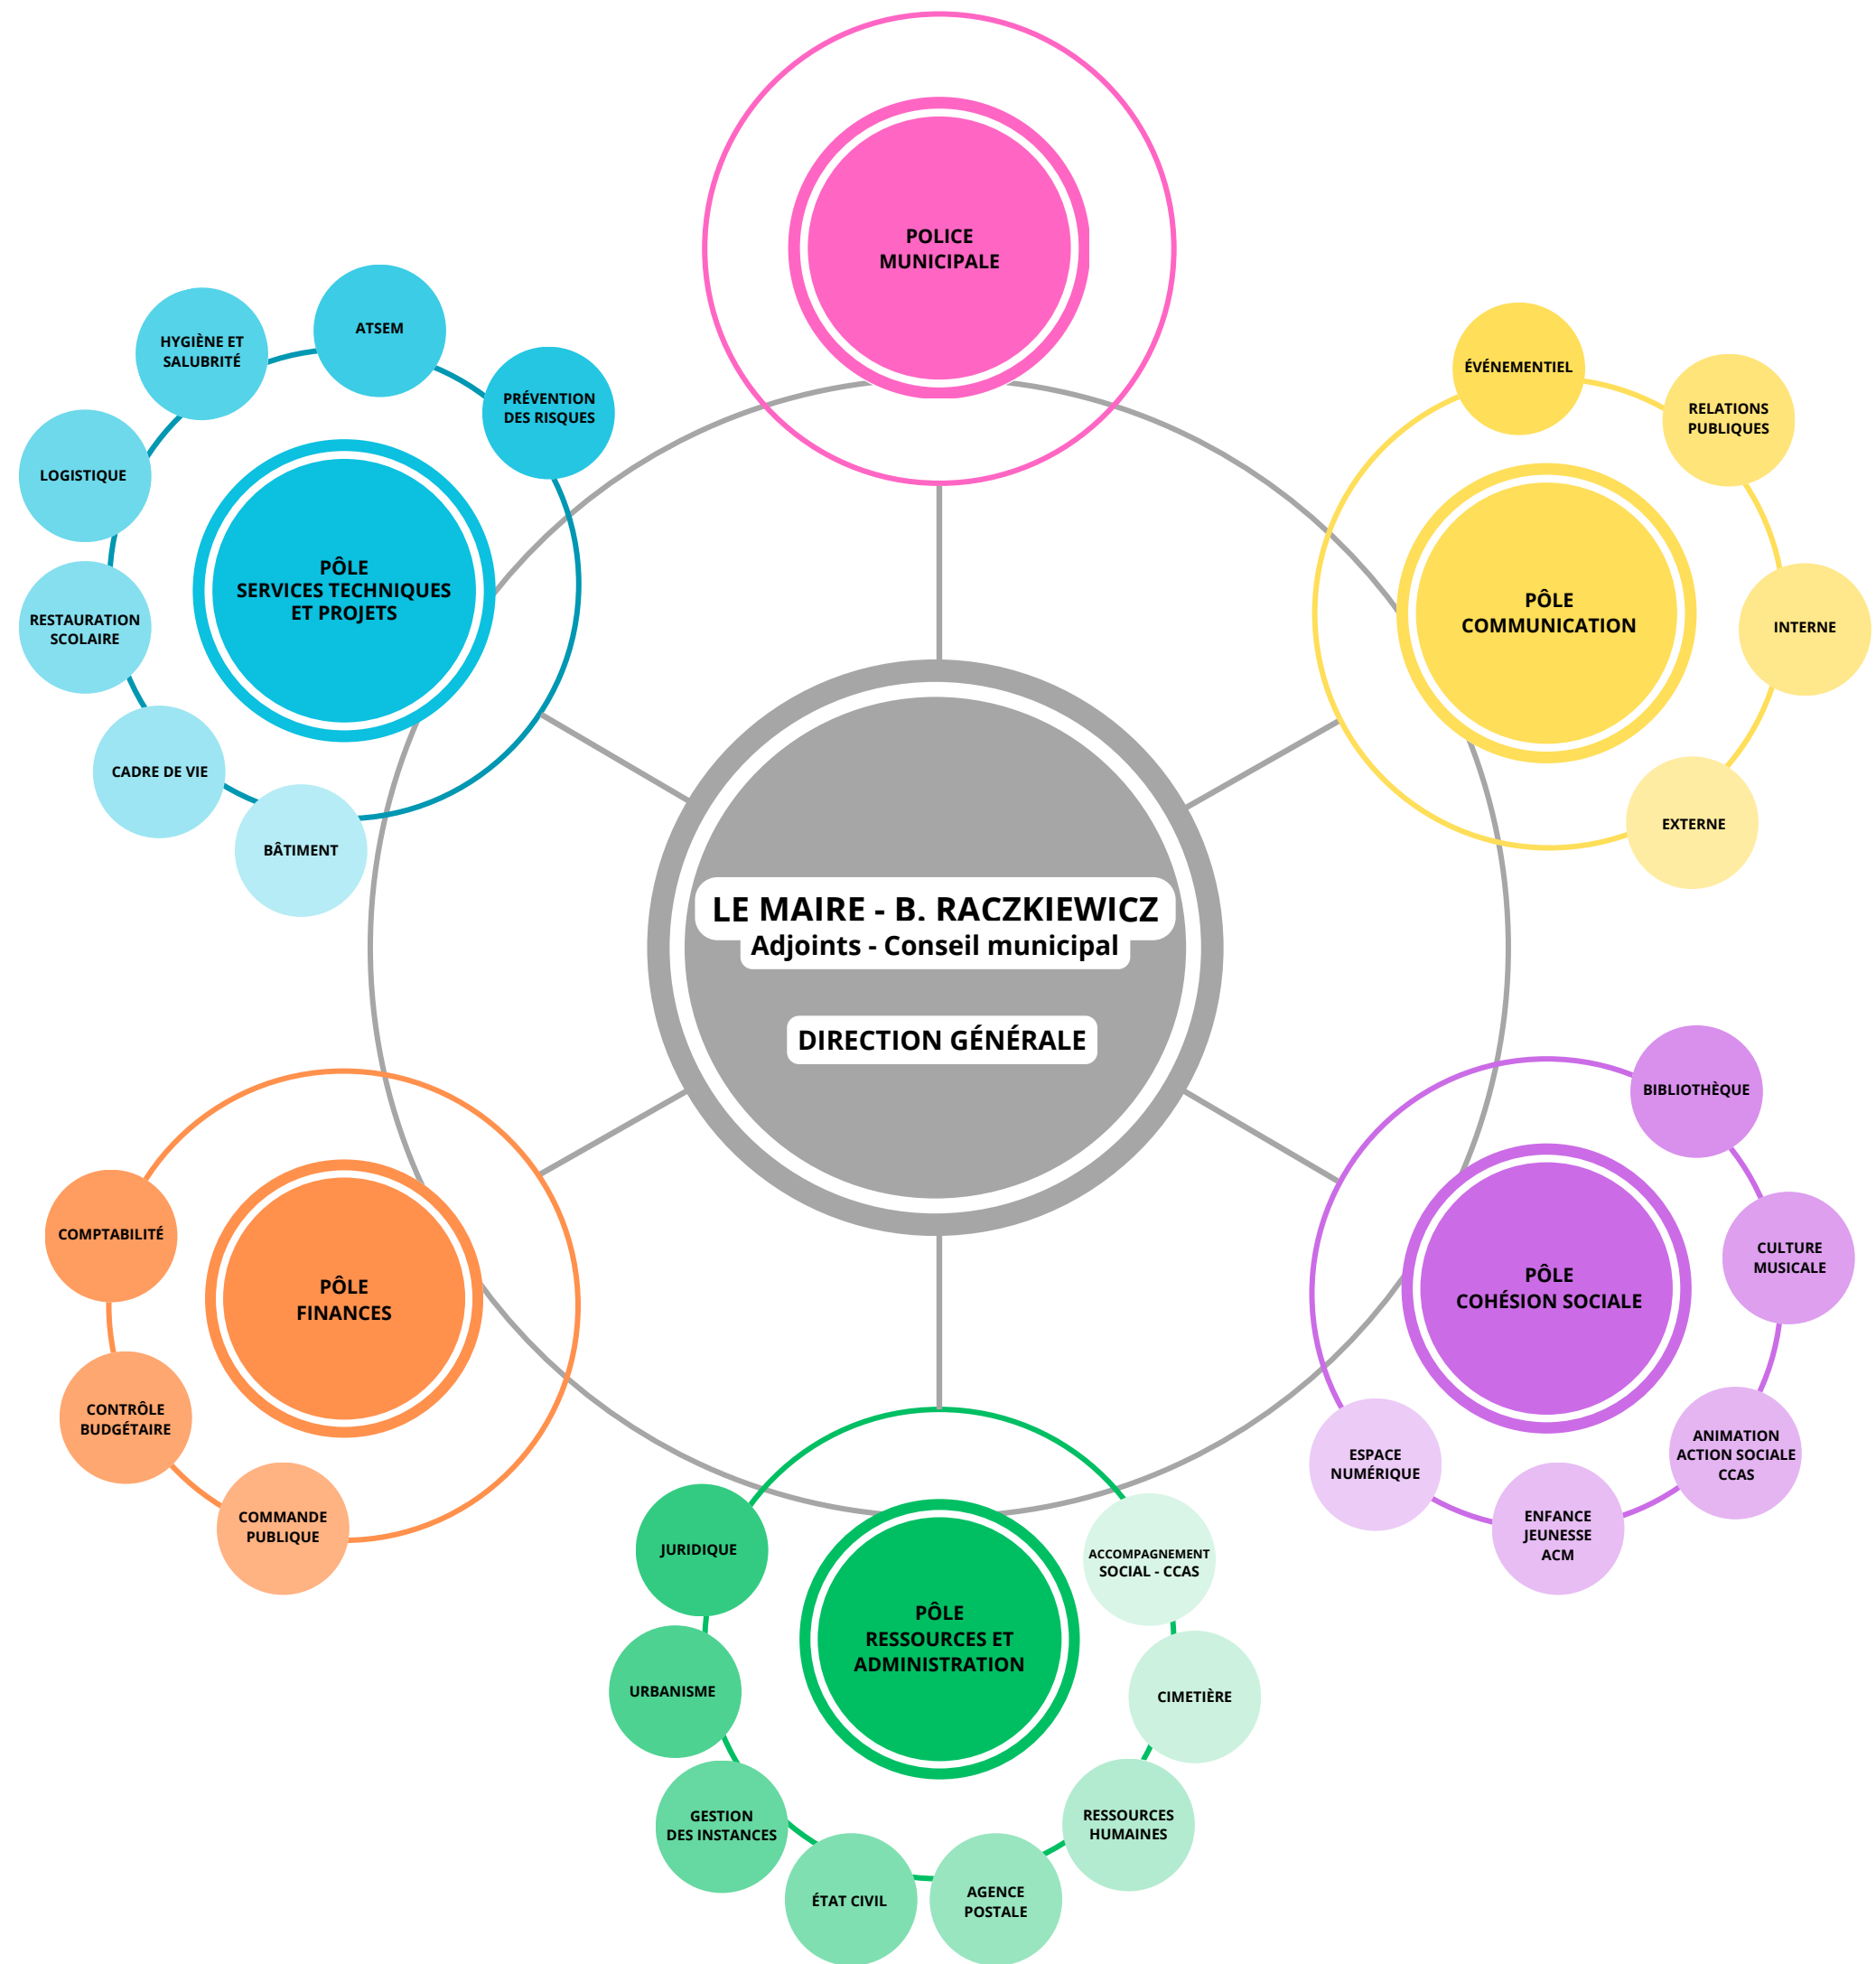 POLICE
MUNICIPALE
ATSEM
HYGIÈNE ET
SALUBRITÉ
PRÉVENTION
DES RISQUES
LOGISTIQUE
PÔLE
SERVICES TECHNIQUES
ET PROJETS
RESTAURATION
SCOLAIRE
CADRE DE VIE
BÂTIMENT
ÉVÉNEMENTIEL
RELATIONS
PUBLIQUES
PÔLE
COMMUNICATION
INTERNE
EXTERNE
LE MAIRE - B. RACZKIEWICZ
Adjoints - Conseil municipal
DIRECTION GÉNÉRALE
COMPTABILITÉ
PÔLE
FINANCES
CONTRÔLE
BUDGÉTAIRE
COMMANDE
PUBLIQUE
BIBLIOTHÈQUE
CULTURE
MUSICALE
PÔLE
COHÉSION SOCIALE
ANIMATION
ACTION SOCIALE
CCAS
ESPACE
NUMÉRIQUE
ENFANCE
JEUNESSE
ACM
JURIDIQUE
ACCOMPAGNEMENT
SOCIAL - CCAS
PÔLE
RESSOURCES ET
ADMINISTRATION
URBANISME
CIMETIÈRE
GESTION
DES INSTANCES
RESSOURCES
HUMAINES
ÉTAT CIVIL
AGENCE
POSTALE